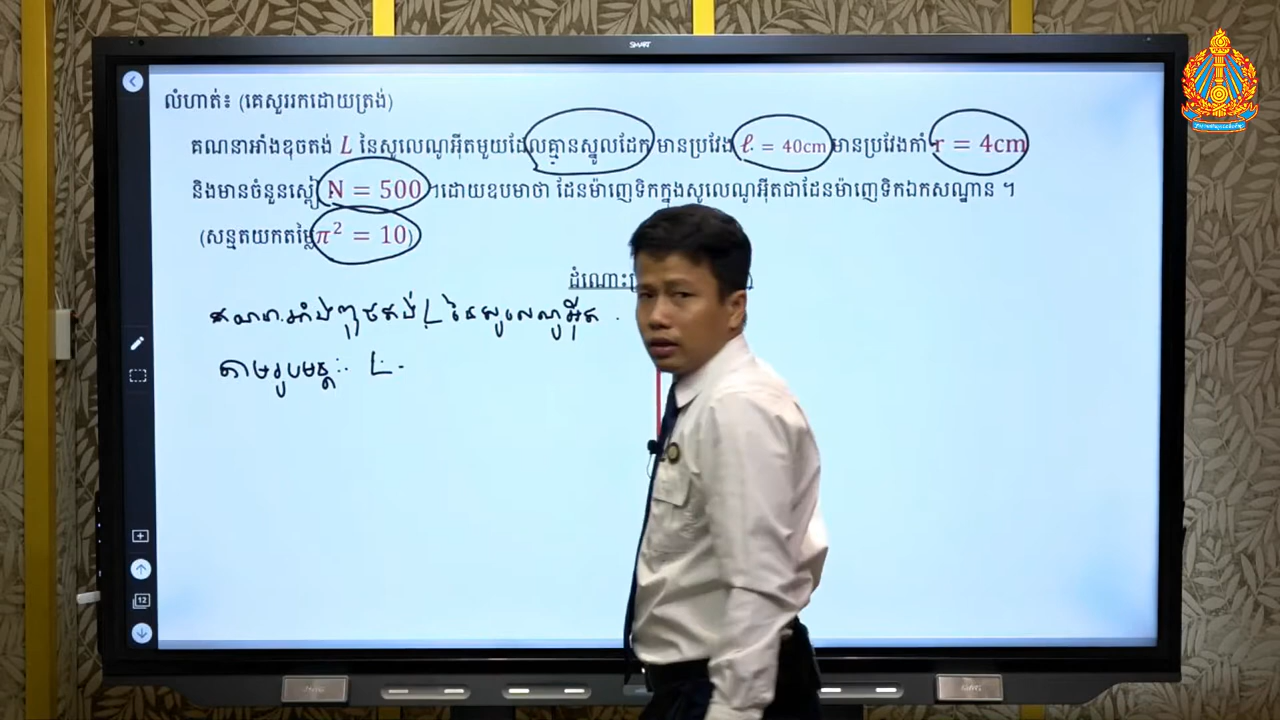 SMART
លំហាត់៖ (គេសួររកដោយត្រង់)
គណនាអាំងឌុចតង់ L នៃសូលេណូអ៊ីតមួយដែលគ្មានស្នូលដែក មានប្រវែង ℓ = 40cm មានប្រវែងកាំ r = 4cm
និងមានចំនួនស្ពៀ N = 500 ។ដោយឧបមាថា ដែនម៉ាញេទិកក្នុងសូលេណូអ៊ីតជាដែនម៉ាញេទិកឯកសណ្ឋាន ។
(សន្មតយកតម្លៃ π² = 10)
ដំណោះ
គណនាអាំងឌុចតង់ L នៃសូលេណូអ៊ីត .
តាមរូបមន្ត៖ L
12